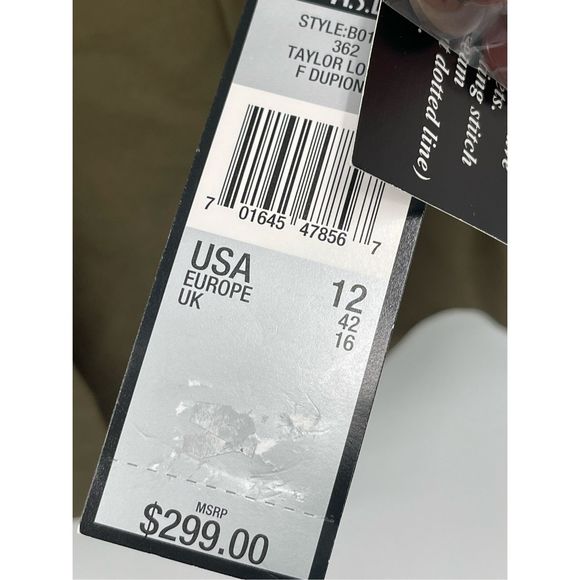 STYLE:B01
362
TAYLOR LO
F DUPION
7 01645 47856 7
USA 12
EUROPE 42
UK 16
MSRP
$299.00
stitch
dotted line)